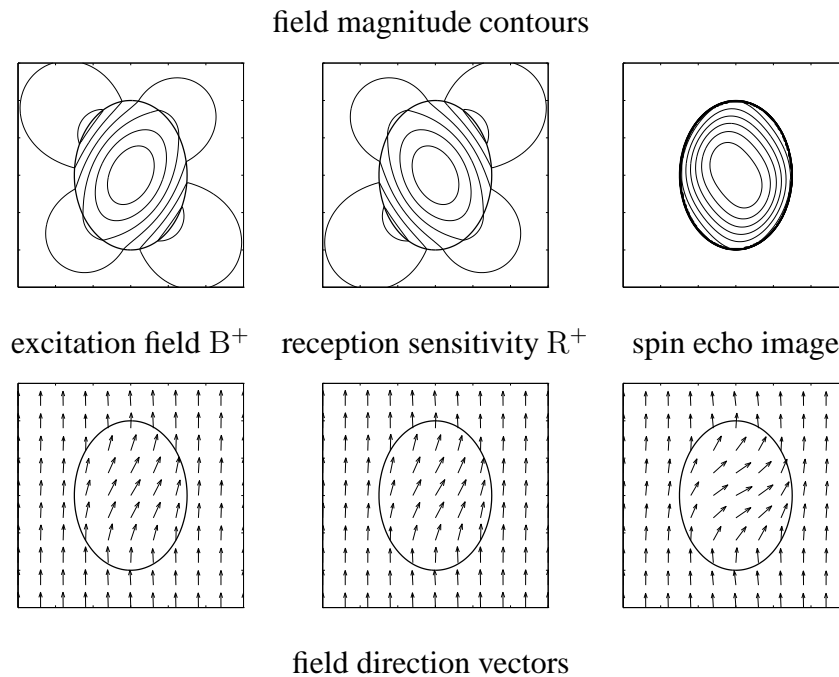 field magnitude contours
excitation field B⁺ reception sensitivity R⁺ spin echo image
field direction vectors